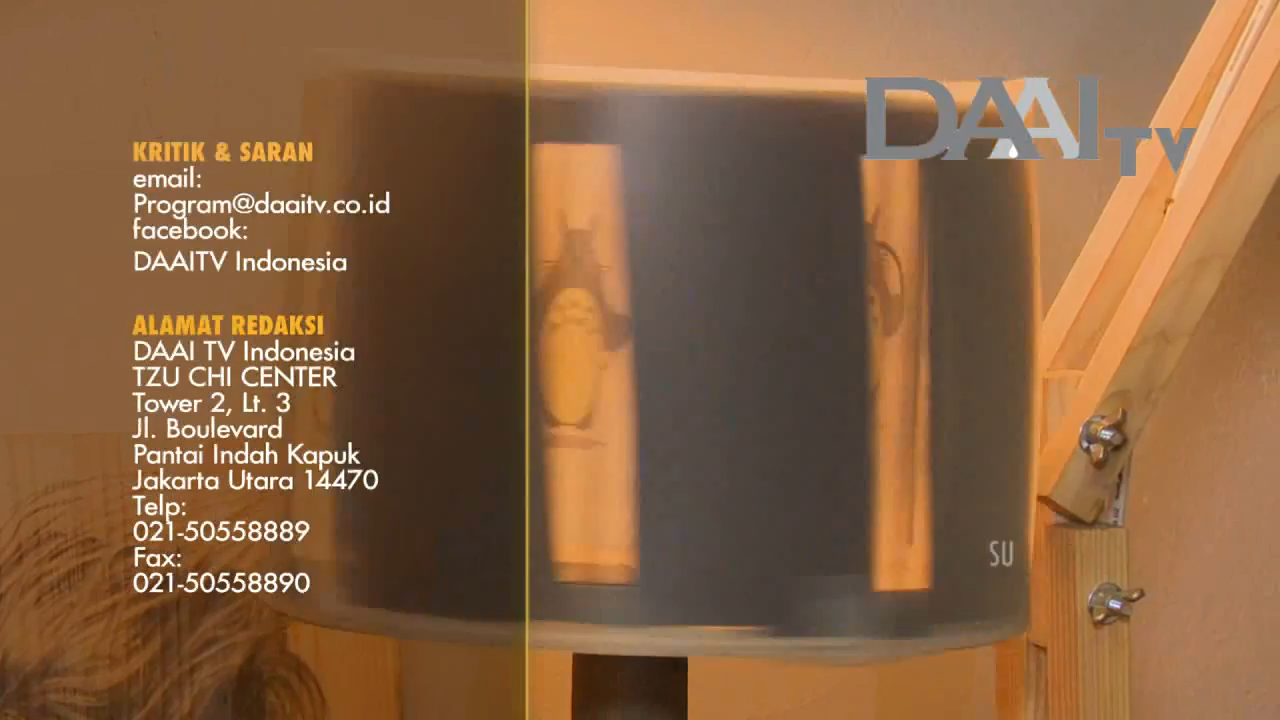 KRITIK & SARAN
email:
Program@daaitv.co.id
facebook:
DAAITV Indonesia
ALAMAT REDAKSI
DAAI TV Indonesia
TZU CHI CENTER
Tower 2, Lt. 3
Jl. Boulevard
Pantai Indah Kapuk
Jakarta Utara 14470
Telp:
021-50558889
Fax:
021-50558890
DAAI TV
SU